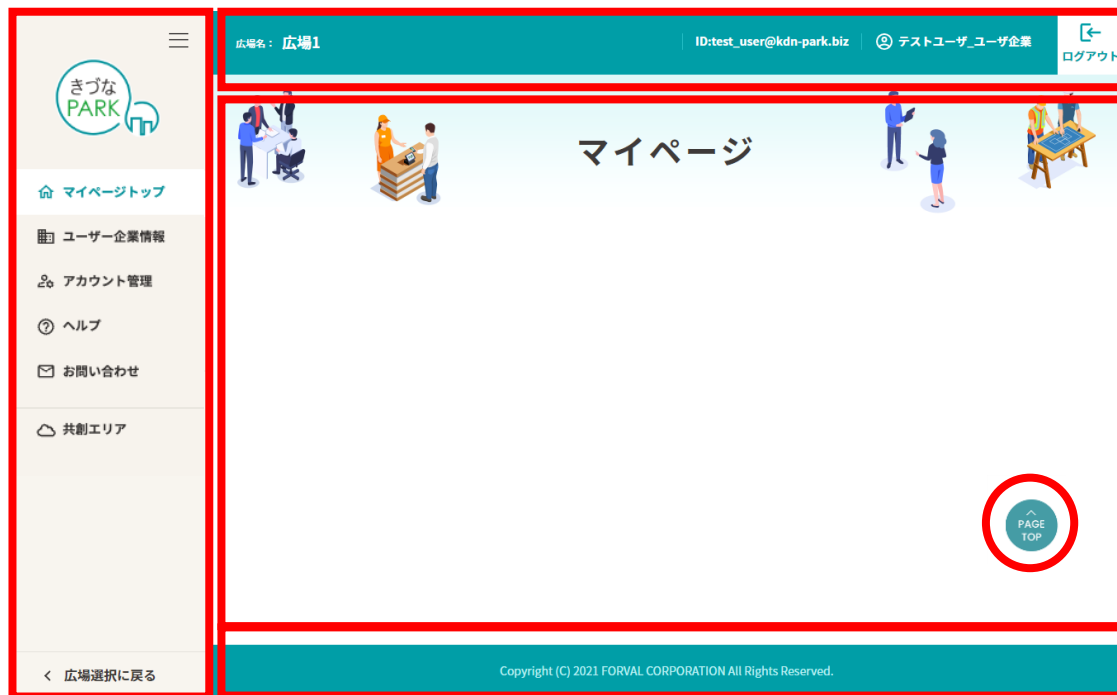 きづな
PARK
マイページトップ
ユーザー企業情報
アカウント管理
ヘルプ
お問い合わせ
共創エリア
広場選択に戻る
広場名： 広場1
ID:test_user@kdn-park.biz
テストユーザ_ユーザ企業
ログアウト
マイページ
PAGE
TOP
Copyright (C) 2021 FORVAL CORPORATION All Rights Reserved.